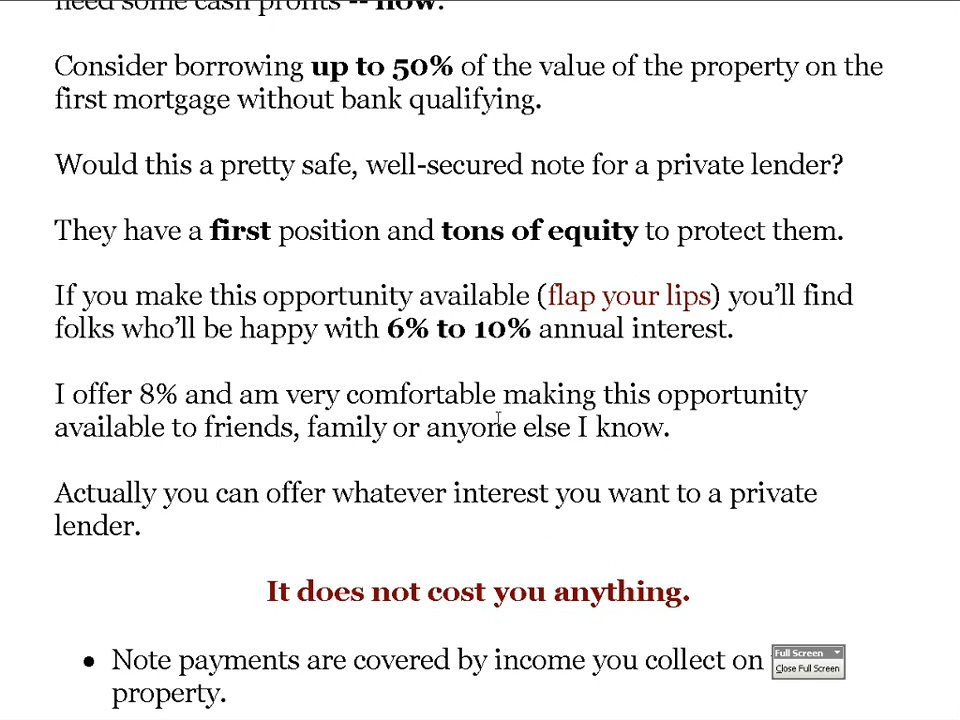 need some cash profits -- now.
Consider borrowing up to 50% of the value of the property on the
first mortgage without bank qualifying.
Would this a pretty safe, well-secured note for a private lender?
They have a first position and tons of equity to protect them.
If you make this opportunity available (flap your lips) you’ll find
folks who’ll be happy with 6% to 10% annual interest.
I offer 8% and am very comfortable making this opportunity
available to friends, family or anyone else I know.
Actually you can offer whatever interest you want to a private
lender.
It does not cost you anything.
• Note payments are covered by income you collect on
property.
Full Screen
Close Full Screen